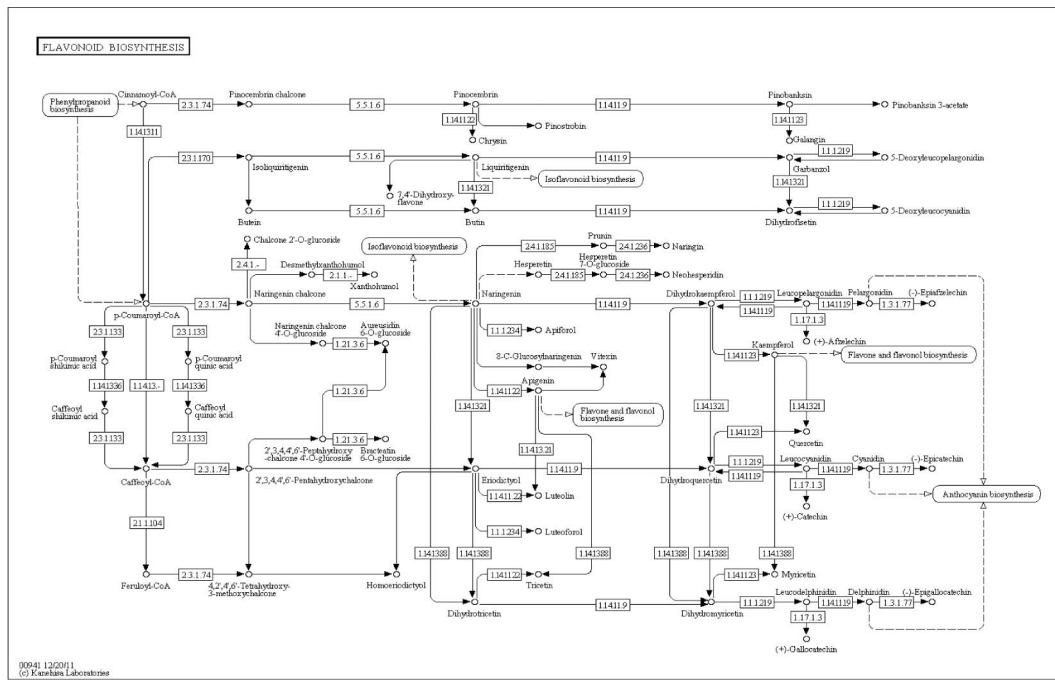 FLAVONOID BIOSYNTHESIS
Phenylpropanoid
biosynthesis
Cinnamoyl-CoA
2.3.1.74
Pinocembrin chalcone
5.5.1.6
Pinocembrin
1.14.11.9
Pinobanksin
Pinobanksin 3-acetate
1.14.13.11
1.14.11.22
Pinostrobin
Chrysin
1.14.11.23
Galangin
2.3.1.170
Isoliquiritigenin
5.5.1.6
Liquiritigenin
1.14.11.9
Garbanzol
1.1.1.219
5-Deoxyleucopelargonidin
Isoflavonoid biosynthesis
7,4'-Dihydroxy-
flavone
1.14.13.21
1.14.13.21
Butein
5.5.1.6
Butin
1.14.11.9
Dihydrofisetin
1.1.1.219
5-Deoxyleucocyanidin
Chalcone 2'-O-glucoside
2.4.1.-
Isoflavonoid biosynthesis
Desmethylxanthohumol
2.1.1.-
Xanthohumol
Prunin
2.4.1.185
2.4.1.236
Naringin
Hesperetin
2.4.1.185
Hesperetin
7-O-glucoside
2.4.1.236
Neohesperidin
p-Coumaroyl-CoA
2.3.1.74
Naringenin chalcone
5.5.1.6
Naringenin
1.14.11.9
Dihydrokaempferol
1.1.1.219
1.14.11.19
Leucopelargonidin
1.14.11.19
Pelargonidin
1.3.1.77
(-)-Epiafzelechin
1.17.1.3
(+)-Afzelechin
2.3.1.133
2.3.1.133
Naringenin chalcone
4'-O-glucoside
1.21.3.6
Aureusidin
6-O-glucoside
1.1.1.234
Apiforol
p-Coumaroyl
shikimic acid
p-Coumaroyl
quinic acid
8-C-Glucosylnaringenin
Vitexin
1.14.11.23
Kaempferol
Flavone and flavonol biosynthesis
1.14.13.36
1.14.13.-
1.14.13.36
1.21.3.6
1.14.11.22
Apigenin
Flavone and flavonol
biosynthesis
Caffeoyl
shikimic acid
Caffeoyl
quinic acid
1.14.13.21
1.14.13.21
1.14.13.21
Quercetin
2.3.1.133
2.3.1.133
1.21.3.6
1.14.13.21
1.14.11.23
2',3,4,4',6'-Peptahydroxy
-chalcone 4'-O-glucoside
Bracteatin
6-O-glucoside
Caffeoyl-CoA
2.3.1.74
2',3,4,4',6'-Pentahydroxychalcone
Eriodictyol
1.14.11.9
Dihydroquercetin
1.1.1.219
1.14.11.19
Leucocyanidin
1.14.11.19
Cyanidin
1.3.1.77
(-)-Epicatechin
1.14.11.22
Luteolin
1.17.1.3
(+)-Catechin
Anthocyanin biosynthesis
2.1.1.104
1.1.1.234
Luteoforol
1.14.13.88
1.14.13.88
1.14.13.88
1.14.13.88
1.14.13.88
1.14.13.88
Feruloyl-CoA
2.3.1.74
4,2',4',6'-Tetrahydroxy-
3-methoxychalcone
Homoeriodictyol
1.14.11.22
Tricetin
1.14.11.23
Myricetin
Dihydrotricetin
1.14.11.9
Dihydromyricetin
1.1.1.219
Leucodelphinidin
1.14.11.19
Delphinidin
1.3.1.77
(-)-Epigallocatechin
1.17.1.3
(+)-Gallocatechin
00941 12/20/11
(c) Kanehisa Laboratories